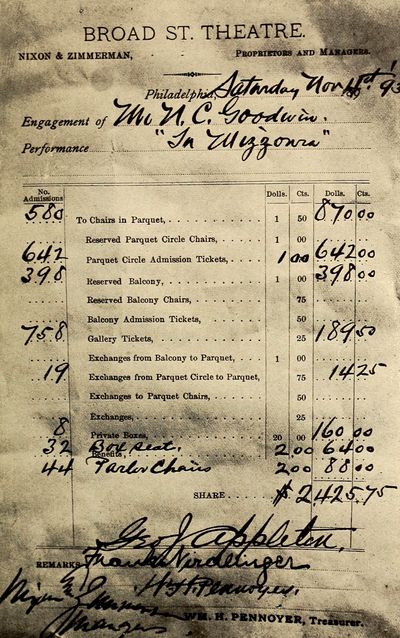 BROAD ST. THEATRE.
NIXON & ZIMMERMAN, PROPRIETORS AND MANAGERS.
Philadelphia, Saturday Nov 4th '93
Engagement of Mr N. C. Goodwin.
Performance "In Mizzoura"
No. Admissions Dolls. Cts. Dolls. Cts.
580 To Chairs in Parquet, 1 50 870 00
Reserved Parquet Circle Chairs, 1 00
642 Parquet Circle Admission Tickets, 1 00 642 00
398 Reserved Balcony, 1 00 398 00
Reserved Balcony Chairs, 75
Balcony Admission Tickets, 50
758 Gallery Tickets, 25 189 50
Exchanges from Balcony to Parquet, 1 00
19 Exchanges from Parquet Circle to Parquet, 75 14 25
Exchanges to Parquet Chairs, 50
Exchanges, 25
8 Private Boxes, 20 00 160 00
32 Benefits, Box seat. 2 00 64 00
44 Parlor Chairs 2 00 88 00
SHARE $ 2425.75
Geo J. Appleton.
REMARKS Frank Nirdlinger
H. H. Pennoyer.
Nixon & Zimmerman
Managers
WM. H. PENNOYER, Treasurer.